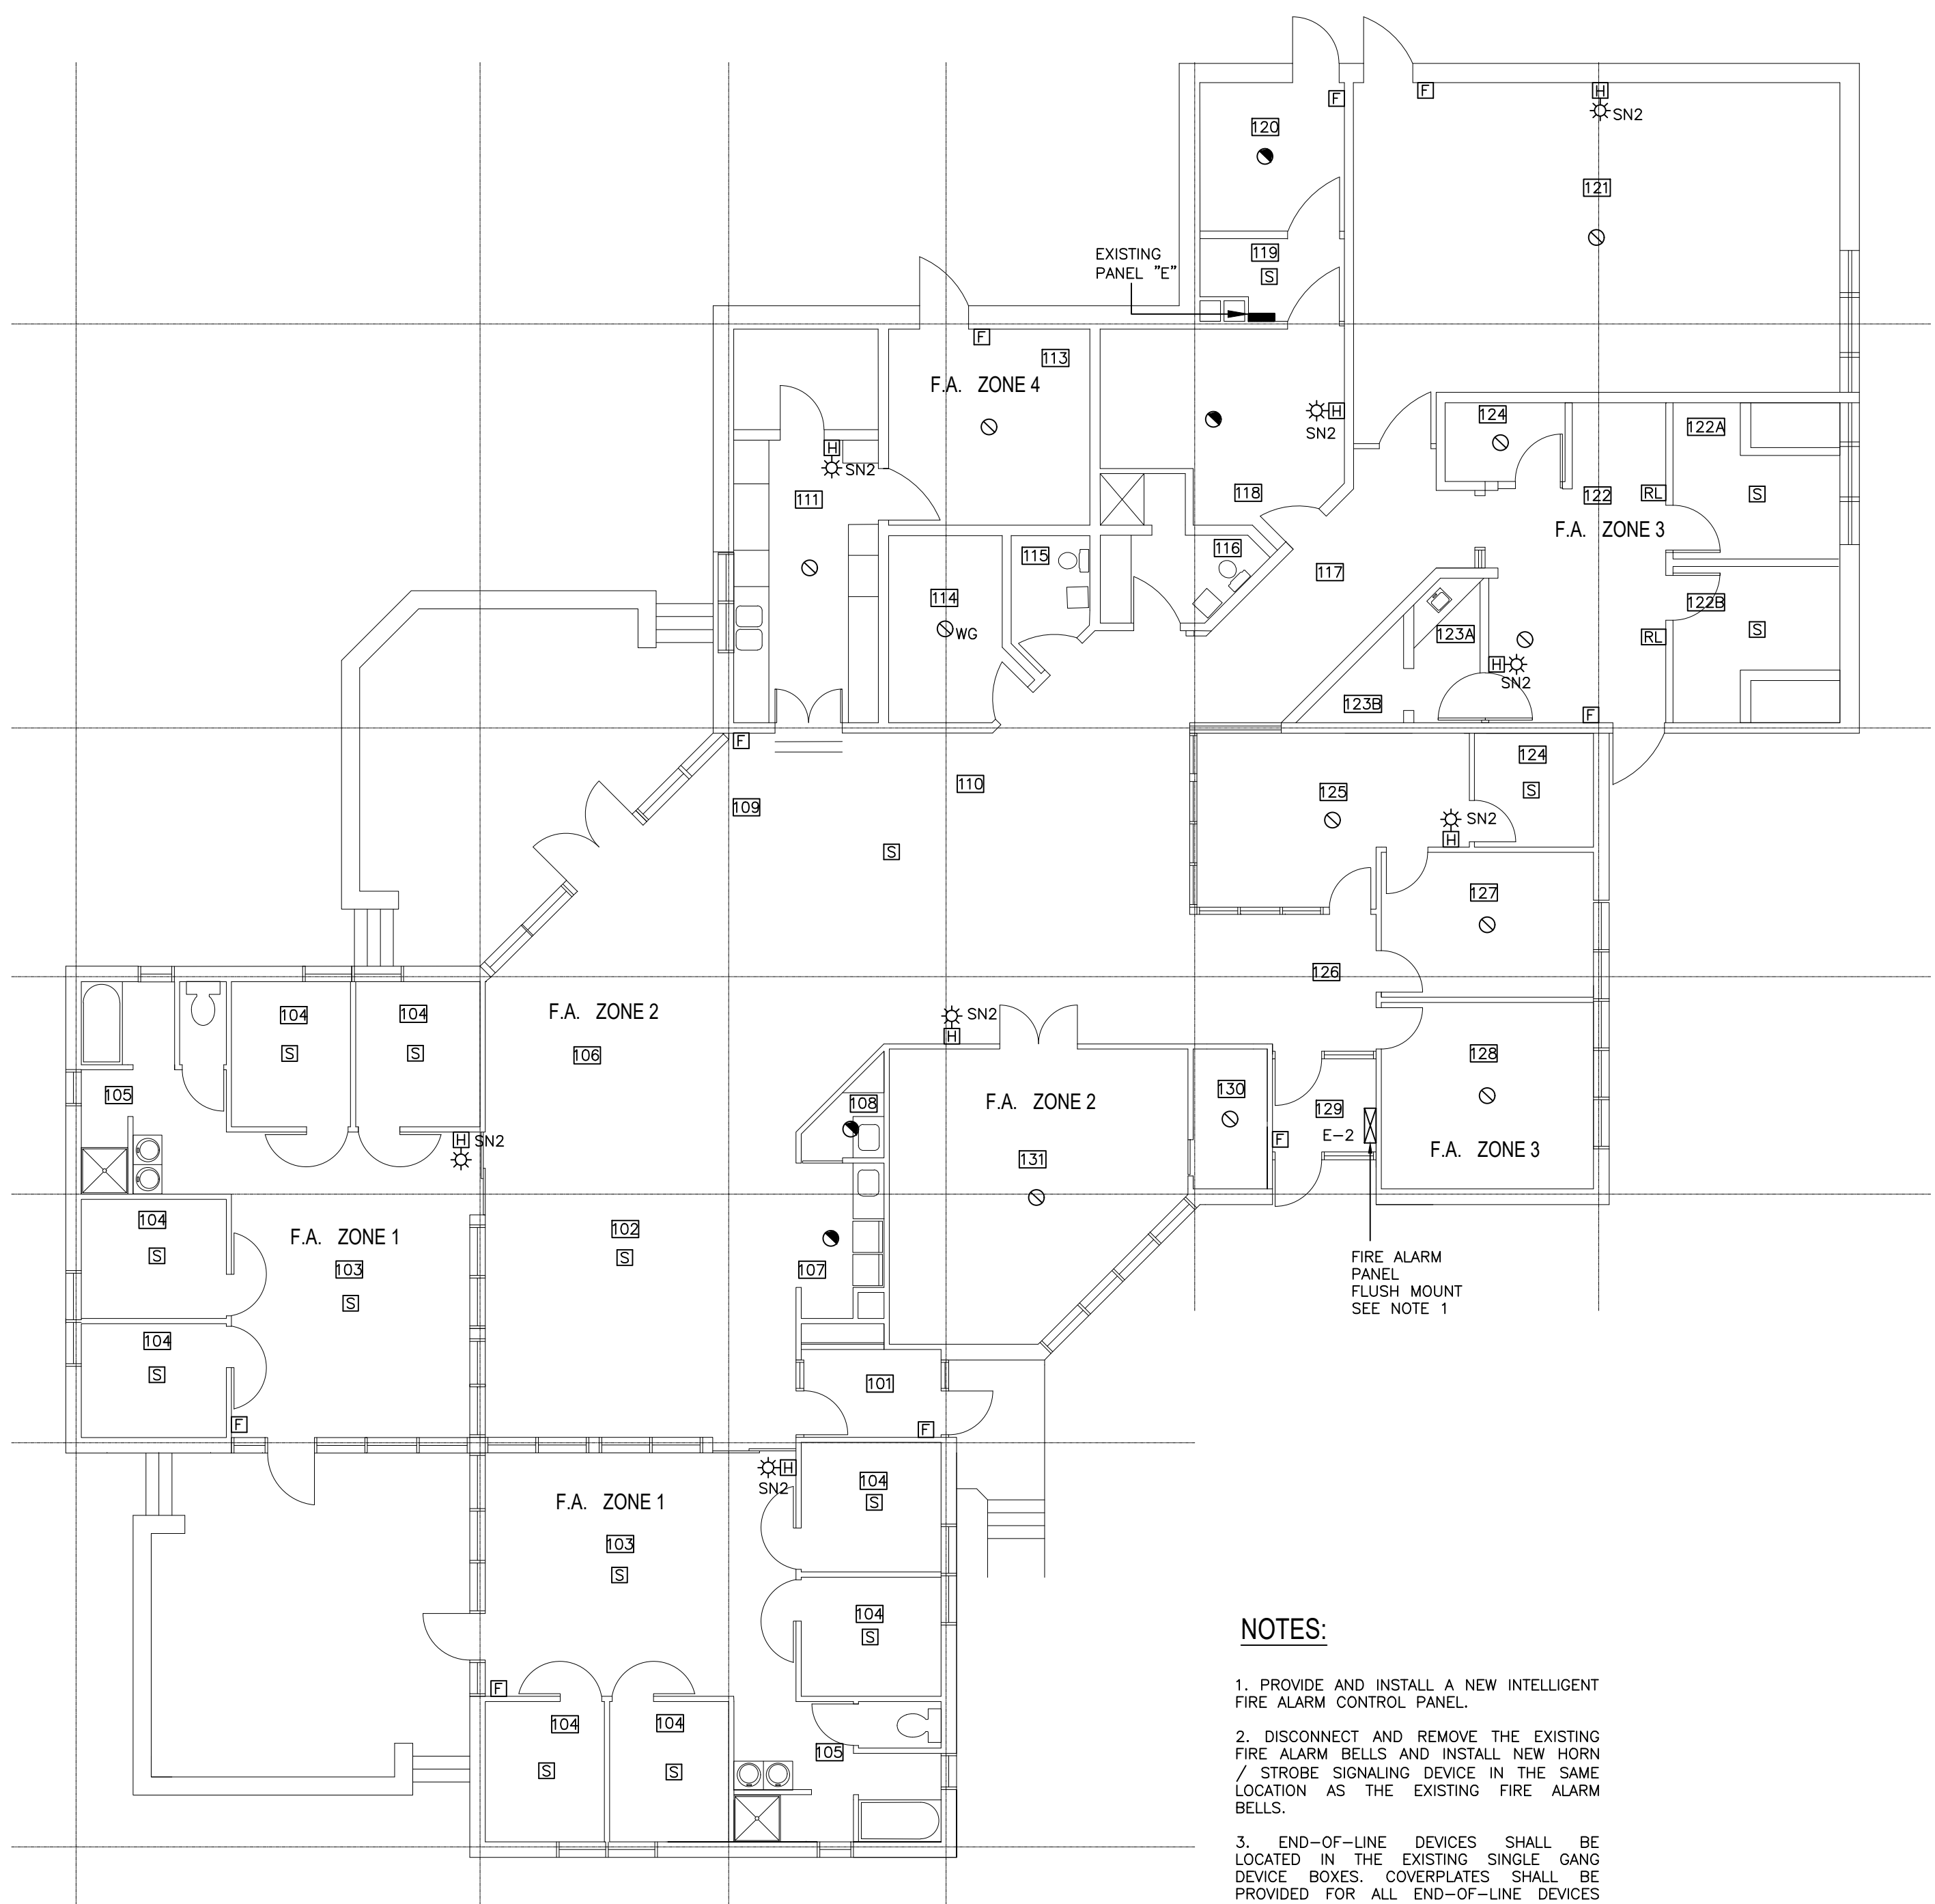 F
F
H
SN2
120
121
EXISTING
PANEL "E"
119
S
F
113
F.A. ZONE 4
H
SN2
124
122A
H
SN2
111
118
122
RL
S
F.A. ZONE 3
115
116
117
114
WG
122B
123A
RL
S
H
SN2
123B
F
F
109
110
124
125
S
SN2
H
S
127
126
104
104
F.A. ZONE 2
SN2
H
S
S
106
128
105
108
F.A. ZONE 2
130
129
E-2
H
SN2
F
F.A. ZONE 3
131
104
F.A. ZONE 1
102
S
103
S
S
107
FIRE ALARM
PANEL
FLUSH MOUNT
SEE NOTE 1
104
S
101
F
F
H
SN2
104
S
F.A. ZONE 1
103
S
104
S
F
104
104
105
S
S
NOTES:
1. PROVIDE AND INSTALL A NEW INTELLIGENT
FIRE ALARM CONTROL PANEL.
2. DISCONNECT AND REMOVE THE EXISTING
FIRE ALARM BELLS AND INSTALL NEW HORN
/ STROBE SIGNALING DEVICE IN THE SAME
LOCATION AS THE EXISTING FIRE ALARM
BELLS.
3. END-OF-LINE DEVICES SHALL BE
LOCATED IN THE EXISTING SINGLE GANG
DEVICE BOXES. COVERPLATES SHALL BE
PROVIDED FOR ALL END-OF-LINE DEVICES